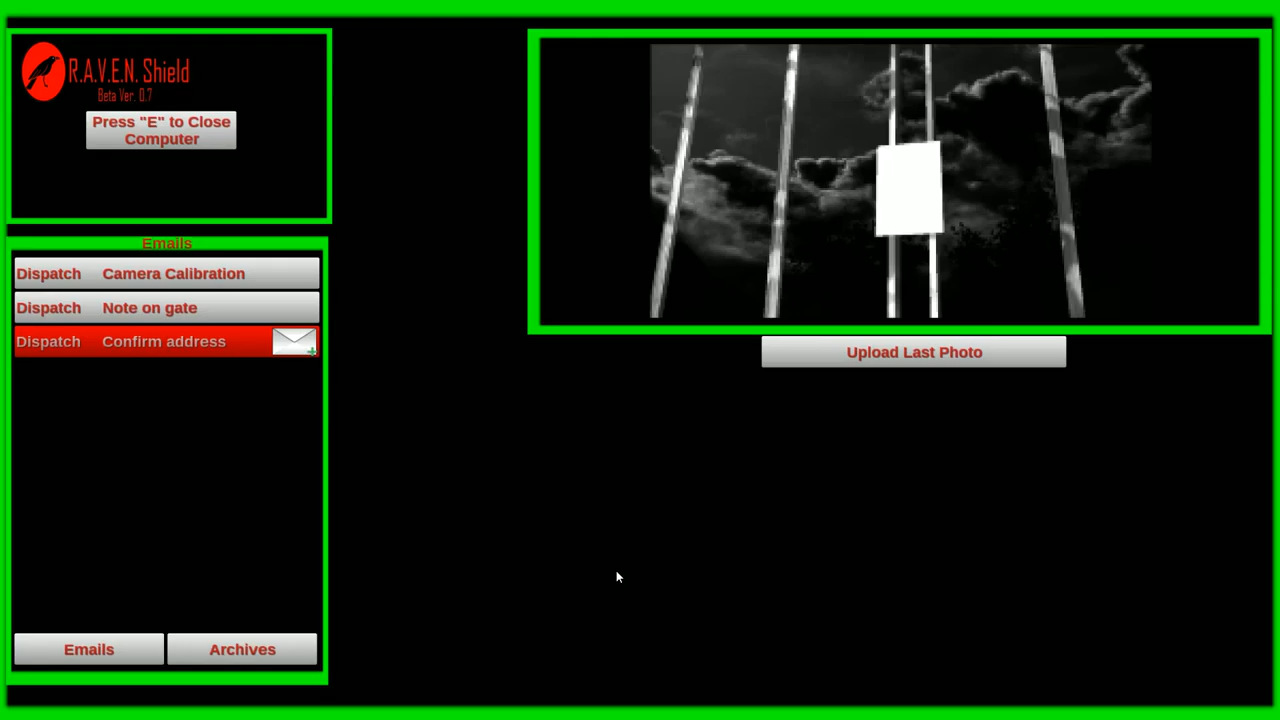 R.A.V.E.N. Shield
Beta Ver. 0.7
Press "E" to Close
Computer
Emails
Dispatch Camera Calibration
Dispatch Note on gate
Dispatch Confirm address
Emails Archives
Upload Last Photo